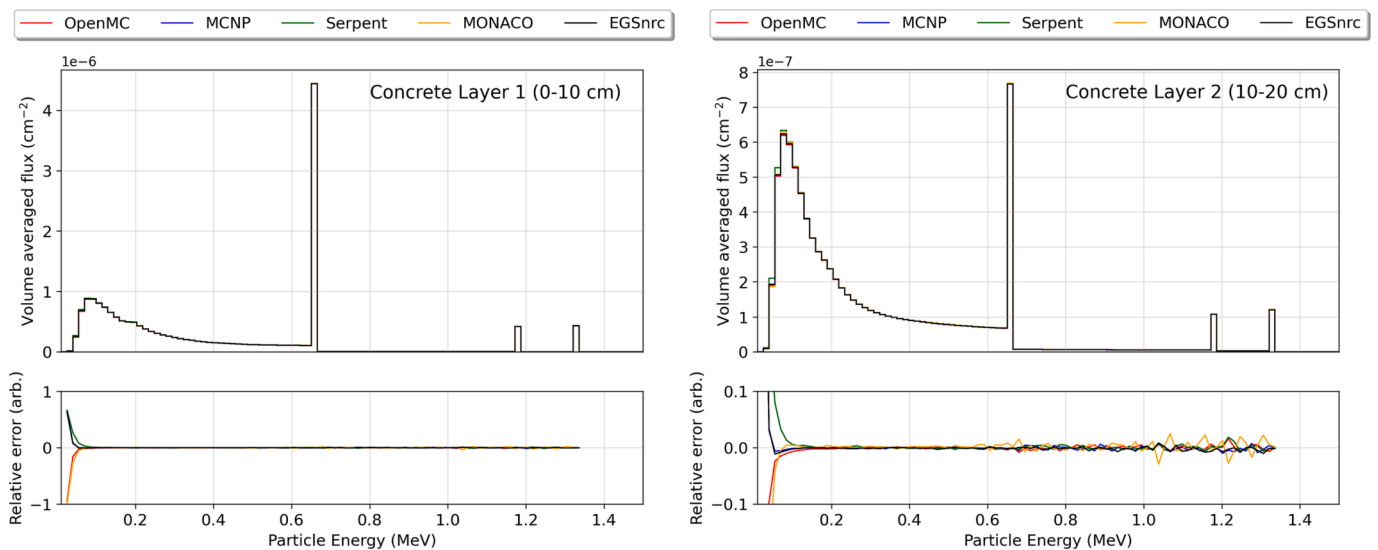 OpenMC MCNP Serpent MONACO EGSnrc
1e−6
Concrete Layer 1 (0-10 cm)
Volume averaged flux (cm⁻²)
4
3
2
1
0
Relative error (arb.)
1
0
−1
0.2 0.4 0.6 0.8 1.0 1.2 1.4
Particle Energy (MeV)
OpenMC MCNP Serpent MONACO EGSnrc
1e−7
Concrete Layer 2 (10-20 cm)
Volume averaged flux (cm⁻²)
8
7
6
5
4
3
2
1
0
Relative error (arb.)
0.1
0.0
−0.1
0.2 0.4 0.6 0.8 1.0 1.2 1.4
Particle Energy (MeV)